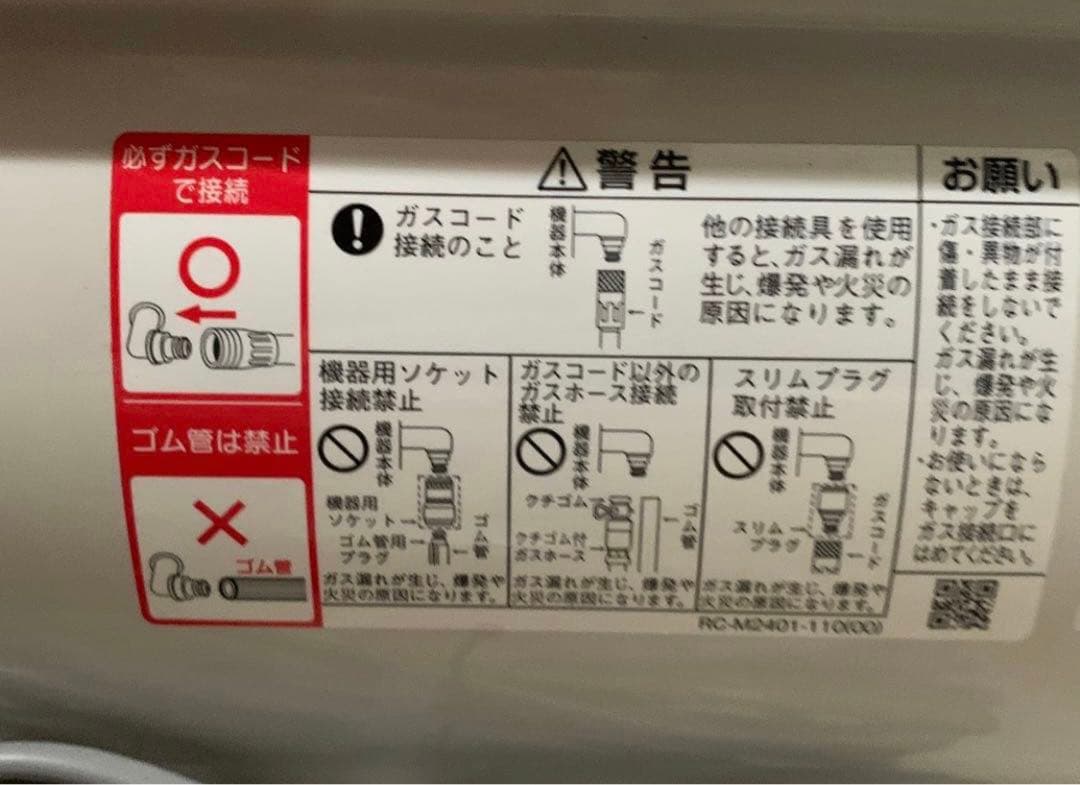 必ずガスコード
で接続
ゴム管は禁止
ゴム管
警告
ガスコード
接続のこと
機器本体
ガスコード
他の接続具を使用
すると、ガス漏れが
生じ、爆発や火災の
原因になります。
機器用ソケット
接続禁止
機器本体
機器用
ソケット
ゴム管用
プラグ
ゴム管
ガス漏れが生じ、爆発や
火災の原因になります。
ガスコード以外の
ガスホース接続
禁止
機器本体
クチゴム
クチゴム付
ガスホース
ゴム管
ガス漏れが生じ、爆発や
火災の原因になります。
スリムプラグ
取付禁止
機器本体
スリム
プラグ
ガスコード
ガス漏れが生じ、爆発や
火災の原因になります。
RC-M2401-110(00)
お願い
・ガス接続部に
傷・異物が付
着したまま接
続をしないで
ください。
ガス漏れが生
じ、爆発や火
災の原因にな
ります。
・お使いになら
ないときは、
キャップを
ガス接続口に
はめてください。